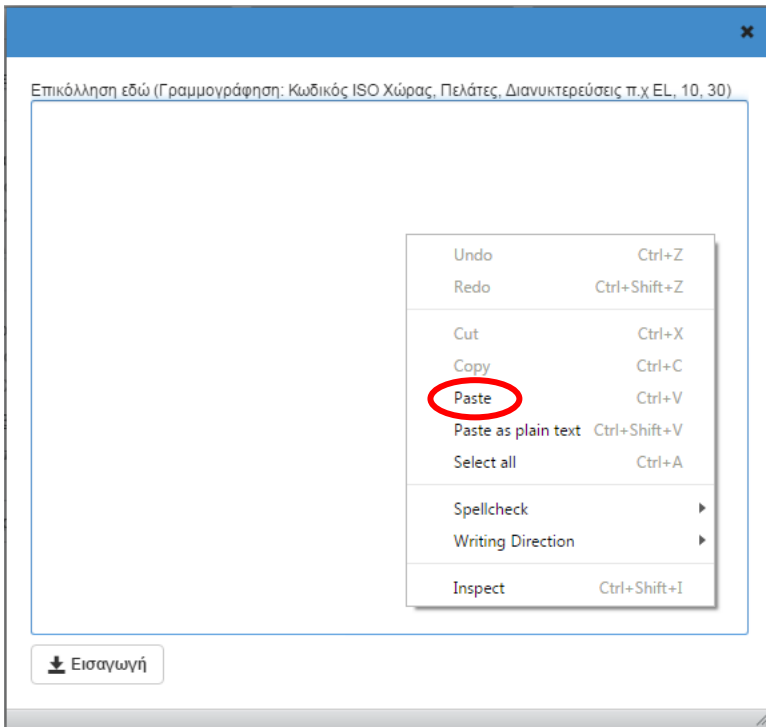 Επικόλληση εδώ (Γραμμογράφηση: Κωδικός ISO Χώρας, Πελάτες, Διανυκτερεύσεις π.χ EL, 10, 30)
Undo Ctrl+Z
Redo Ctrl+Shift+Z
Cut Ctrl+X
Copy Ctrl+C
Paste Ctrl+V
Paste as plain text Ctrl+Shift+V
Select all Ctrl+A
Spellcheck
Writing Direction
Inspect Ctrl+Shift+I
Εισαγωγή